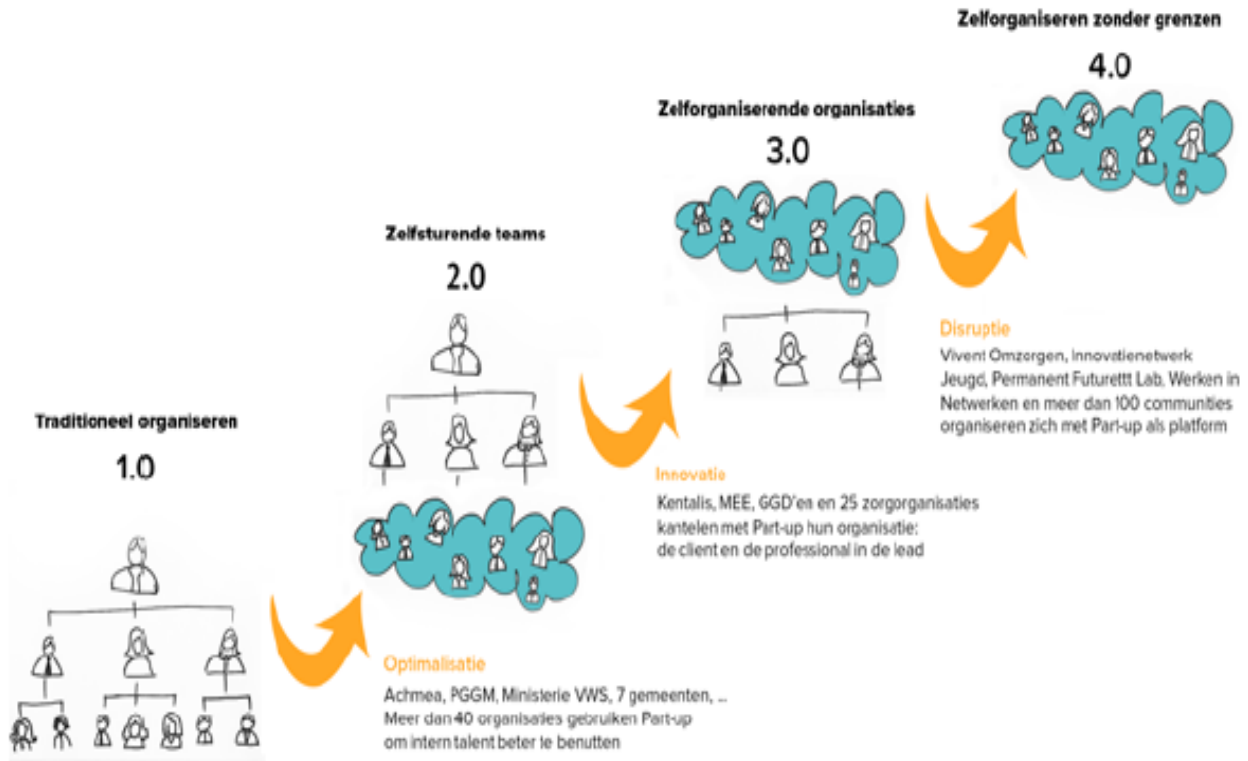 Zelforganiseren zonder grenzen
4.0
Zelforganiserende organisaties
3.0
Zelfsturende teams
2.0
Disruptie
Vivent Omzorgen, Innovatienetwerk
Jeugd, Permanent Futurettt Lab, Werken in
Netwerken en meer dan 100 communities
organiseren zich met Part-up als platform
Traditioneel organiseren
1.0
Innovatie
Kentalis, MEE, GGD'en en 25 zorgorganisaties
kantelen met Part-up hun organisatie:
de client en de professional in de lead
Optimalisatie
Achmea, PGGM, Ministerie VWS, 7 gemeenten, ...
Meer dan 40 organisaties gebruiken Part-up
om intern talent beter te benutten